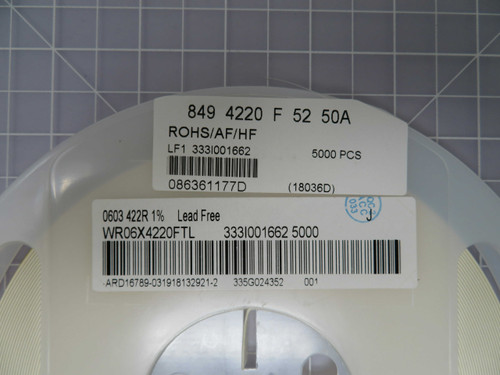 849 4220 F 52 50A
ROHS/AF/HF
LF1 333I001662 5000 PCS
086361177D (18036D)
0603 422R 1% Lead Free
WR06X4220FTL 333I001662 5000
ARD16789-031918132921-2 335G024352 001